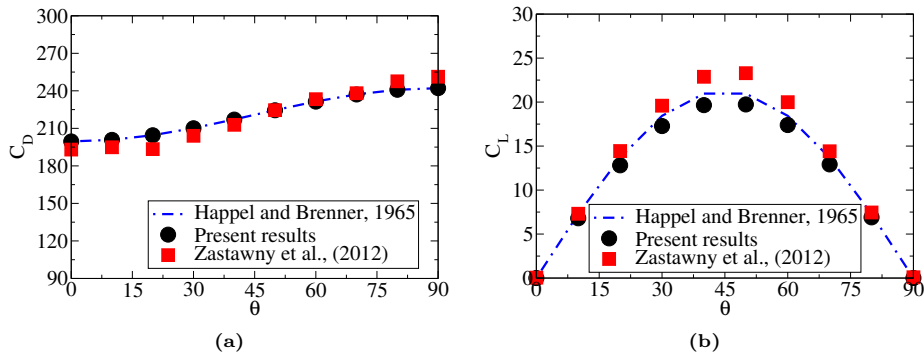 300
270
240
210
180
150
120
90
C_D
0 15 30 45 60 75 90
θ
Happel and Brenner, 1965
Present results
Zastawny et al., (2012)
(a)
30
25
20
15
10
5
0
C_L
0 15 30 45 60 75 90
θ
Happel and Brenner, 1965
Present results
Zastawny et al., (2012)
(b)